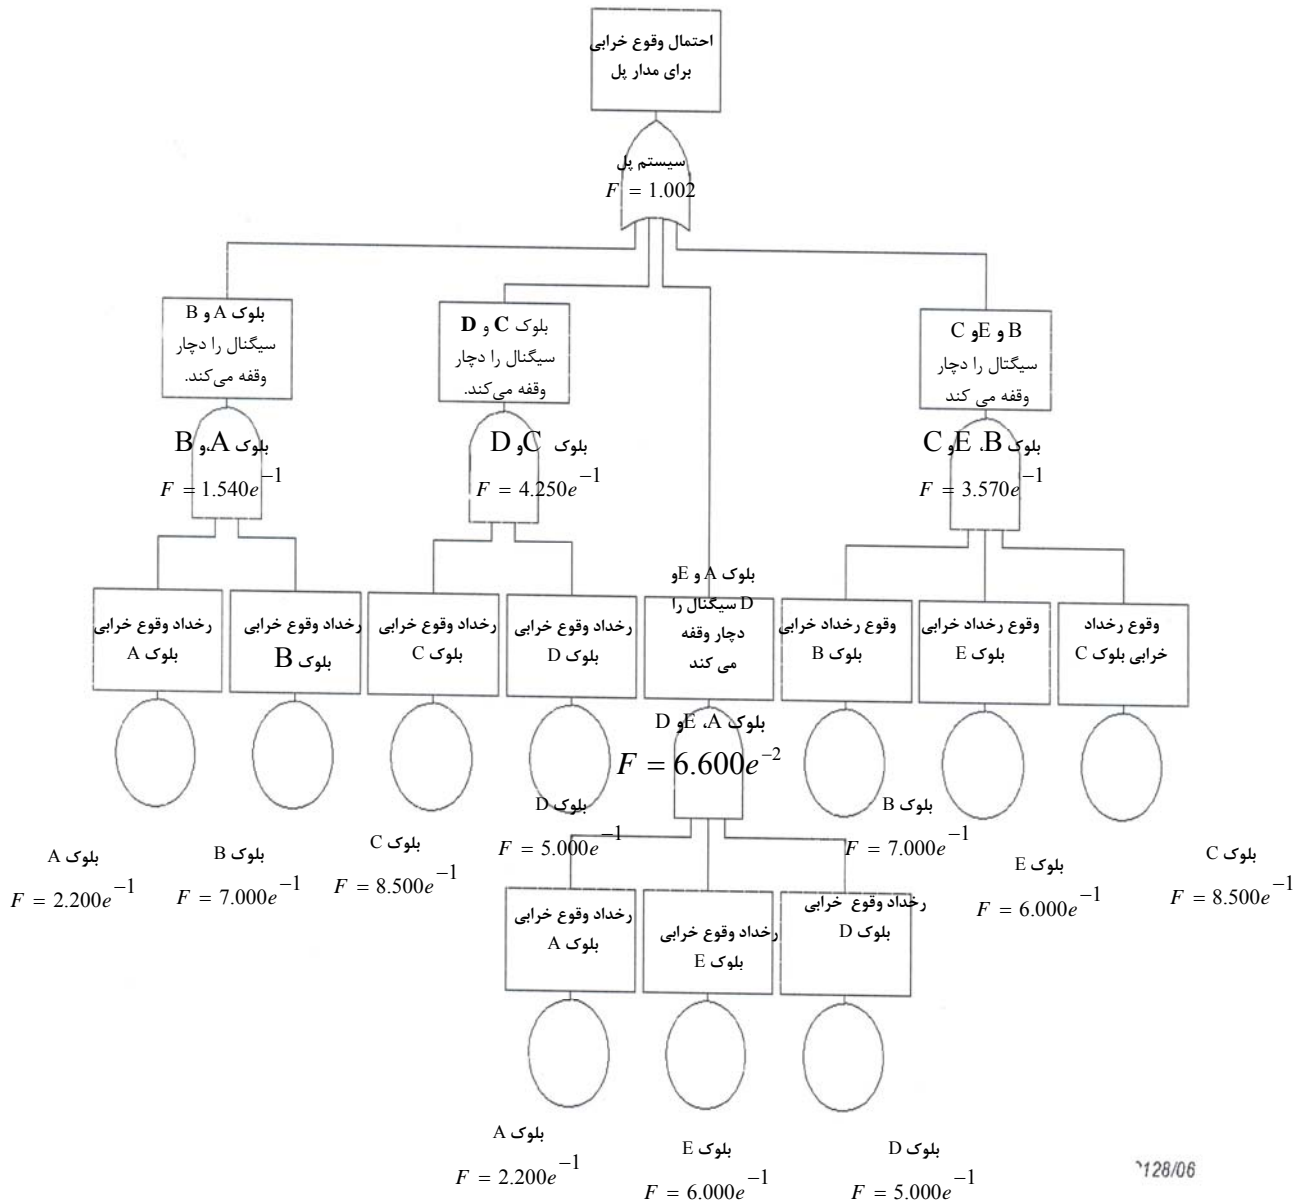 احتمال وقوع خرابی
برای مدار پل
سیستم پل
F = 1.002
بلوک A و B
سیگنال را دچار
وقفه می‌کند.
بلوک C و D
سیگنال را دچار
وقفه می‌کند.
B و E و C
سیگتال را دچار
وقفه می کند
بلوک A، و B
F = 1.540e^{-1}
بلوک C و D
F = 4.250e^{-1}
بلوک B، E و C
F = 3.570e^{-1}
رخداد وقوع خرابی
بلوک A
رخداد وقوع خرابی
بلوک B
رخداد وقوع خرابی
بلوک C
رخداد وقوع خرابی
بلوک D
بلوک A و E و
D سیگنال را
دچار وقفه
می کند
وقوع رخداد خرابی
بلوک B
وقوع رخداد خرابی
بلوک E
وقوع رخداد
خرابی بلوک C
بلوک A، E و D
F = 6.600e^{-2}
بلوک A
F = 2.200e^{-1}
بلوک B
F = 7.000e^{-1}
بلوک C
F = 8.500e^{-1}
بلوک D
F = 5.000e^{-1}
بلوک B
F = 7.000e^{-1}
بلوک E
F = 6.000e^{-1}
بلوک C
F = 8.500e^{-1}
رخداد وقوع خرابی
بلوک A
رخداد وقوع خرابی
بلوک E
رخداد وقوع خرابی
بلوک D
بلوک A
F = 2.200e^{-1}
بلوک E
F = 6.000e^{-1}
بلوک D
F = 5.000e^{-1}
128/06